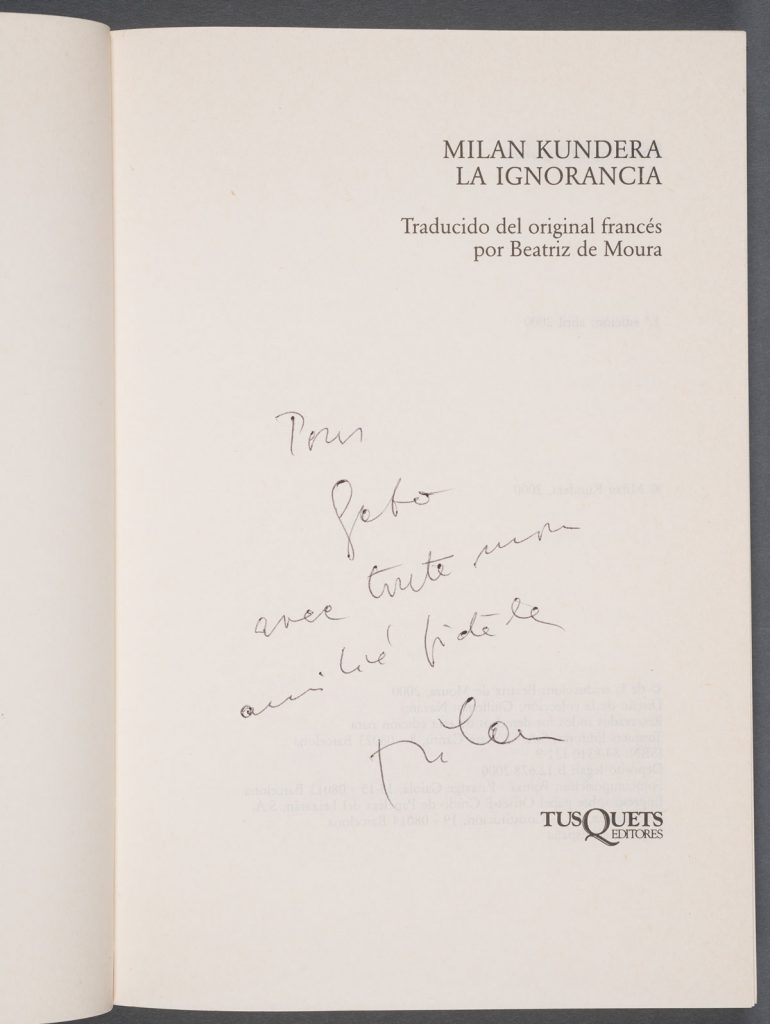 MILAN KUNDERA
LA IGNORANCIA
Traducido del original francés
por Beatriz de Moura
Pour
Gabo
avec toute mon
amitié fidèle
Milan
TUSQUETS
EDITORES